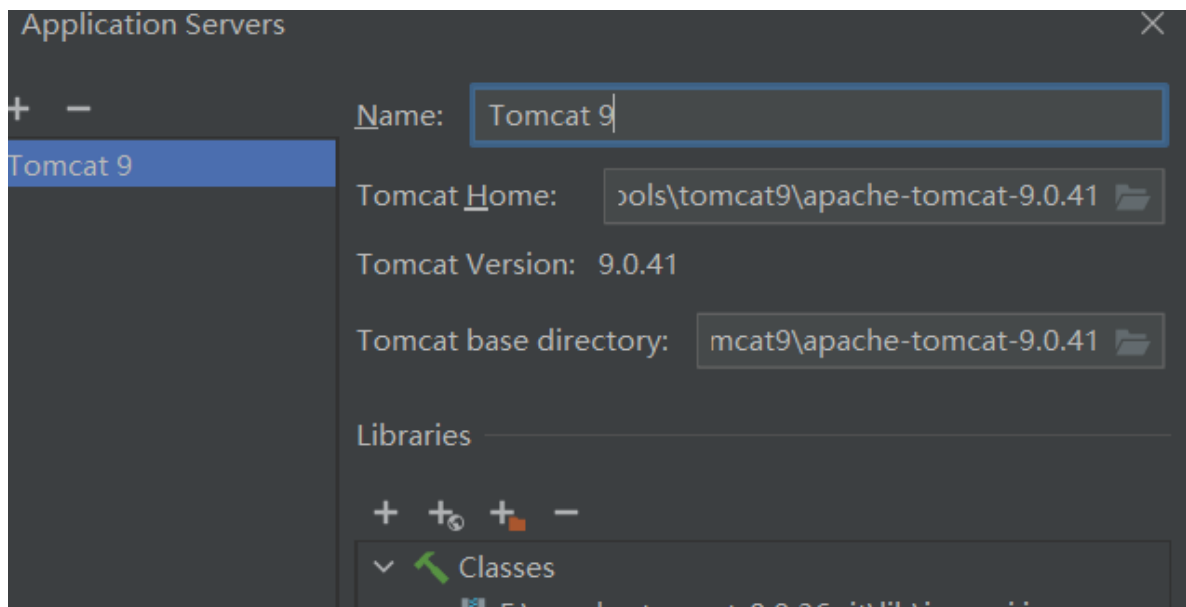 Application Servers
Name: Tomcat 9
Tomcat 9
Tomcat Home: ools\tomcat9\apache-tomcat-9.0.41
Tomcat Version: 9.0.41
Tomcat base directory: mcat9\apache-tomcat-9.0.41
Libraries
Classes